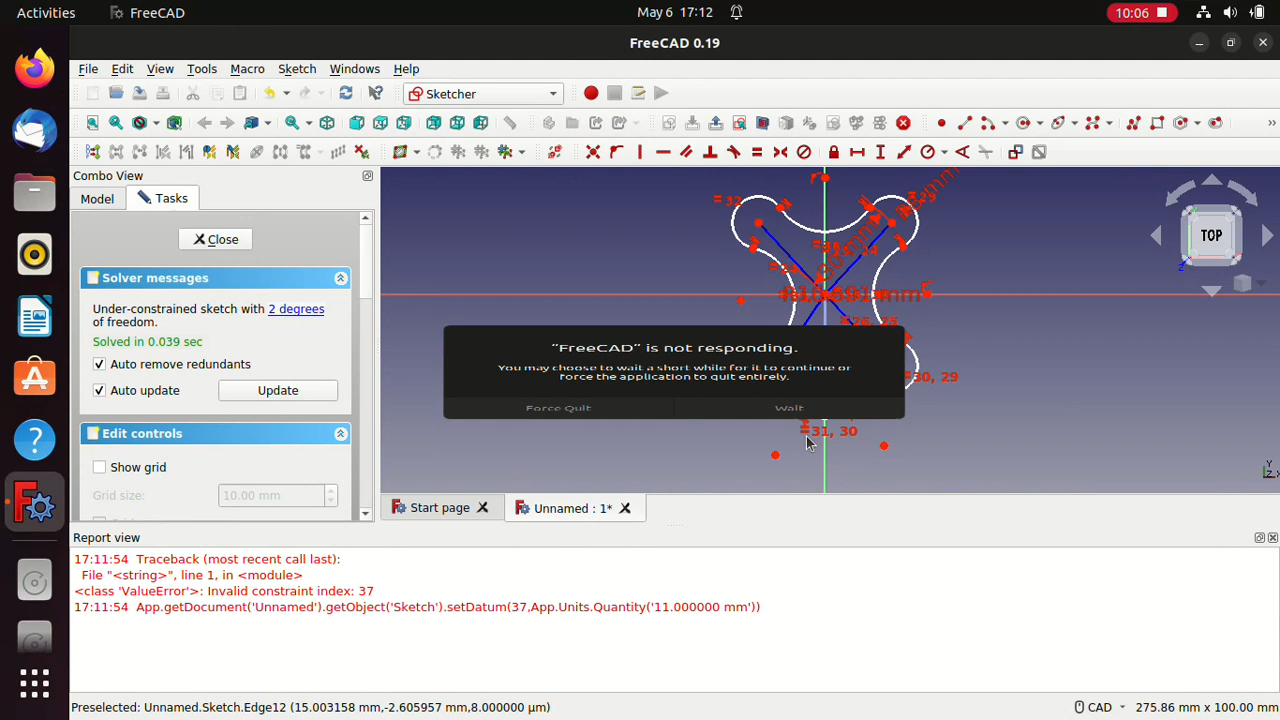 Activities
FreeCAD
May 6 17:12
10:06
FreeCAD 0.19
File Edit View Tools Macro Sketch Windows Help
Sketcher
Combo View
Model
Tasks
Close
Solver messages
Under-constrained sketch with 2 degrees
of freedom.
Solved in 0.039 sec
Auto remove redundants
Auto update
Update
Edit controls
Show grid
Grid size:
10.00 mm
TOP
30, 29
31, 30
"FreeCAD" is not responding.
You may choose to wait a short while for it to continue or
force the application to quit entirely.
Force Quit
Wait
Start page
Unnamed : 1*
Report view
17:11:54 Traceback (most recent call last):
File "<string>", line 1, in <module>
<class 'ValueError'>: Invalid constraint index: 37
17:11:54 App.getDocument('Unnamed').getObject('Sketch').setDatum(37,App.Units.Quantity('11.000000 mm'))
Preselected: Unnamed.Sketch.Edge12 (15.003158 mm,-2.605957 mm,8.000000 µm)
CAD
275.86 mm x 100.00 mm